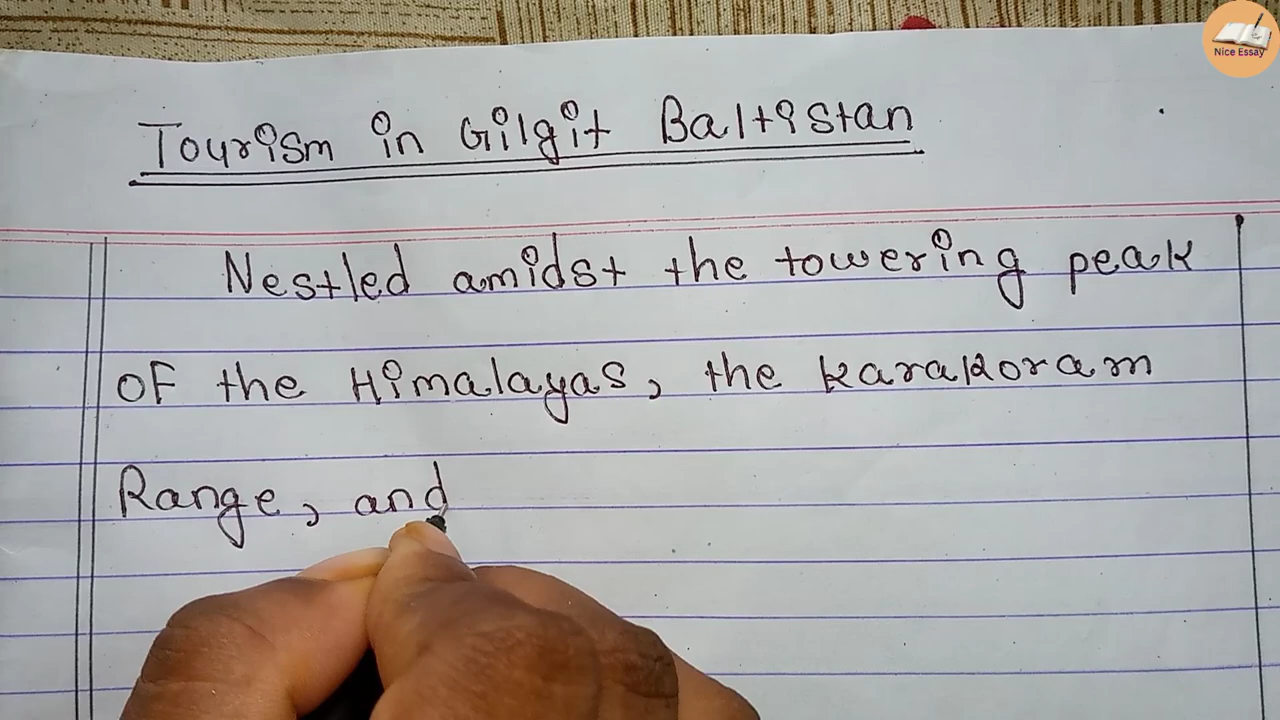 Nice Essay
Tourism in Gilgit Baltistan
Nestled amidst the towering peak
of the Himalayas, the Karakoram
Range, and